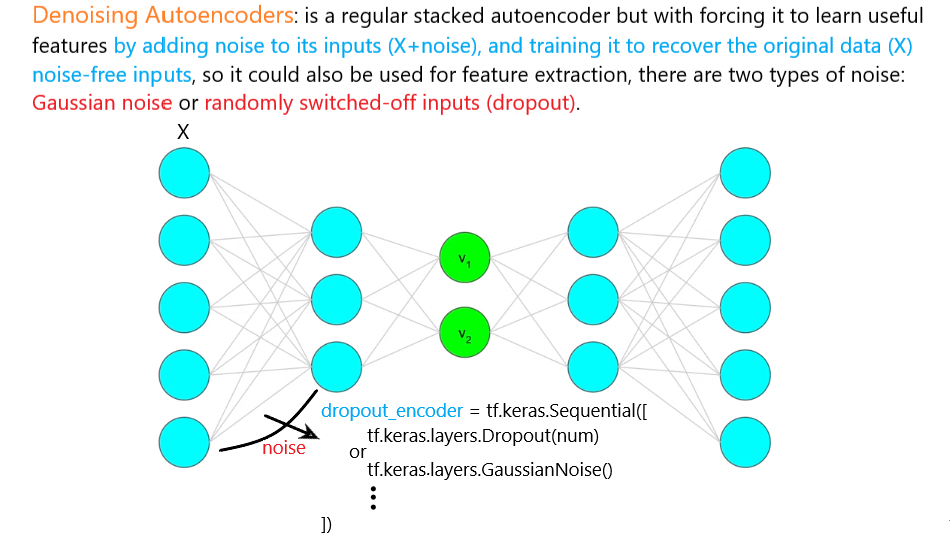 Denoising Autoencoders: is a regular stacked autoencoder but with forcing it to learn useful
features by adding noise to its inputs (X+noise), and training it to recover the original data (X)
noise-free inputs, so it could also be used for feature extraction, there are two types of noise:
Gaussian noise or randomly switched-off inputs (dropout).
X
v₁
v₂
noise
dropout_encoder = tf.keras.Sequential([
tf.keras.layers.Dropout(num)
or
tf.keras.layers.GaussianNoise()
⋮
])